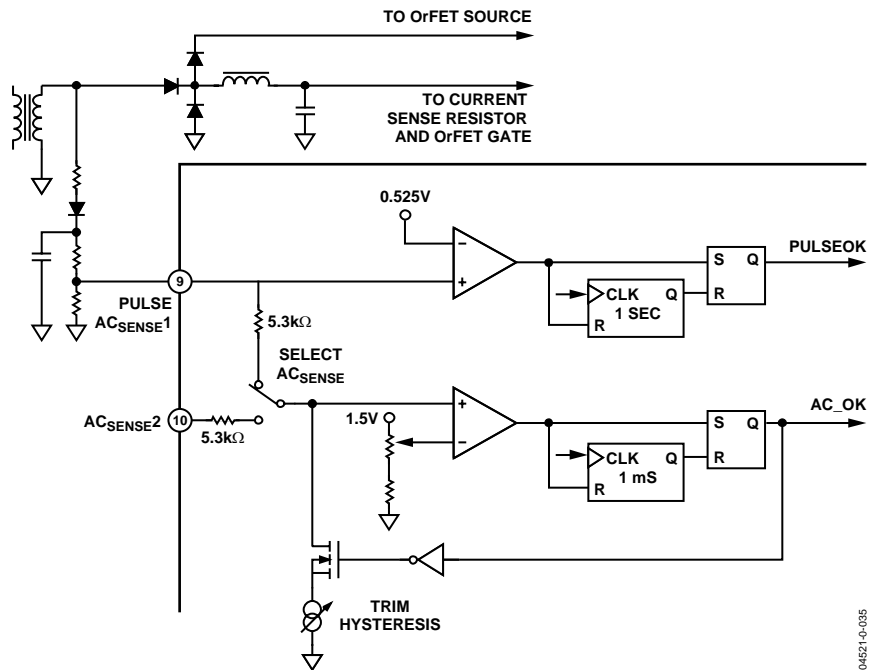 TO OrFET SOURCE
TO CURRENT
SENSE RESISTOR
AND OrFET GATE
0.525V
−
+
S Q
R
PULSEOK
CLK Q
1 SEC
R
9
PULSE
ACSENSE1
5.3kΩ
SELECT
ACSENSE
ACSENSE2
10
5.3kΩ
1.5V
+
−
S Q
R
AC_OK
CLK Q
1 mS
R
TRIM
HYSTERESIS
04521-0-035